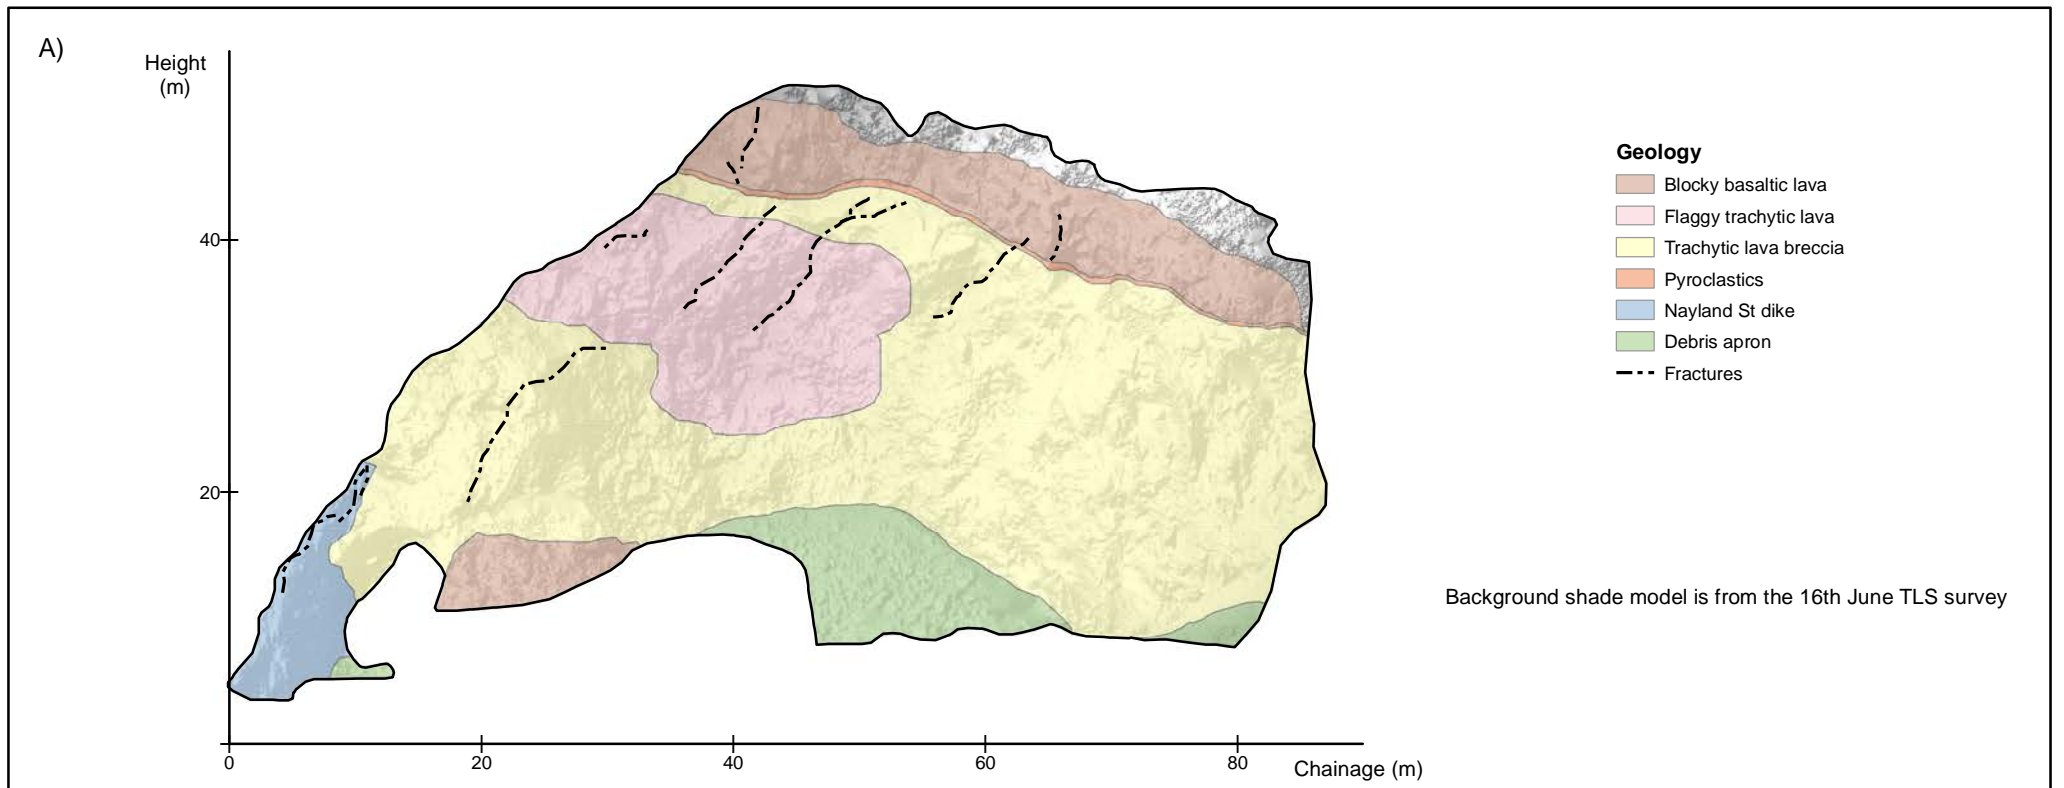 A)
Height
(m)
40
20
0
20
40
60
80
Chainage (m)
Geology
Blocky basaltic lava
Flaggy trachytic lava
Trachytic lava breccia
Pyroclastics
Nayland St dike
Debris apron
Fractures
Background shade model is from the 16th June TLS survey